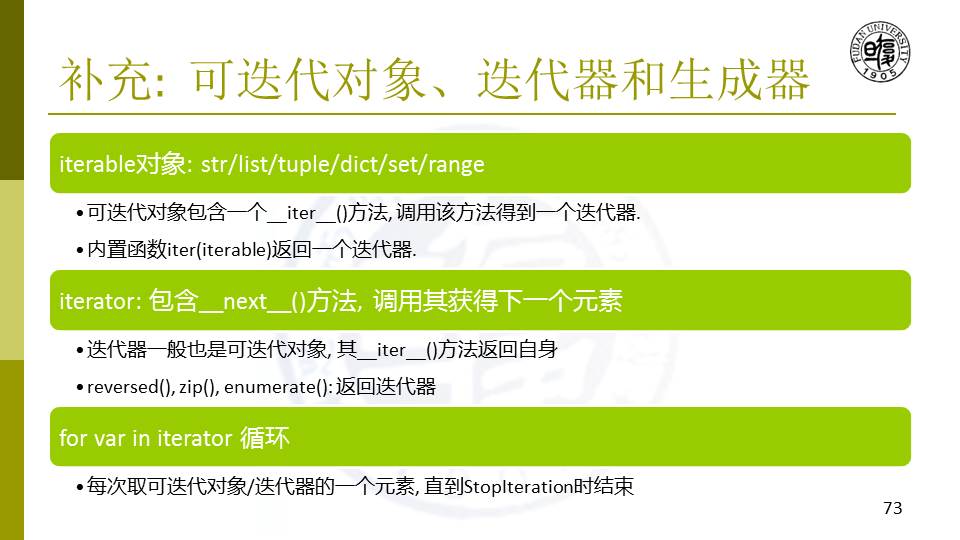 补充: 可迭代对象、迭代器和生成器
FUDAN UNIVERSITY
1905
iterable对象: str/list/tuple/dict/set/range
•可迭代对象包含一个__iter__()方法, 调用该方法得到一个迭代器.
•内置函数iter(iterable)返回一个迭代器.
iterator: 包含__next__()方法, 调用其获得下一个元素
•迭代器一般也是可迭代对象, 其__iter__()方法返回自身
•reversed(), zip(), enumerate(): 返回迭代器
for var in iterator 循环
•每次取可迭代对象/迭代器的一个元素, 直到StopIteration时结束
73